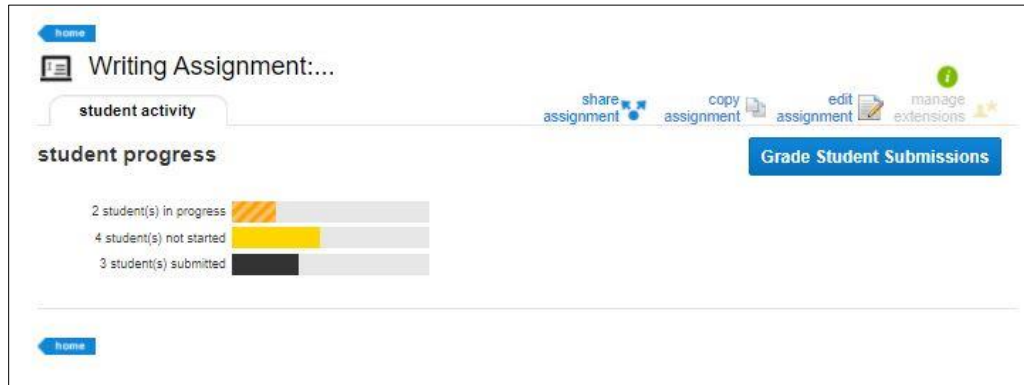 home
Writing Assignment:...
student activity
share assignment
copy assignment
edit assignment
i
manage extensions
student progress
Grade Student Submissions
2 student(s) in progress
4 student(s) not started
3 student(s) submitted
home